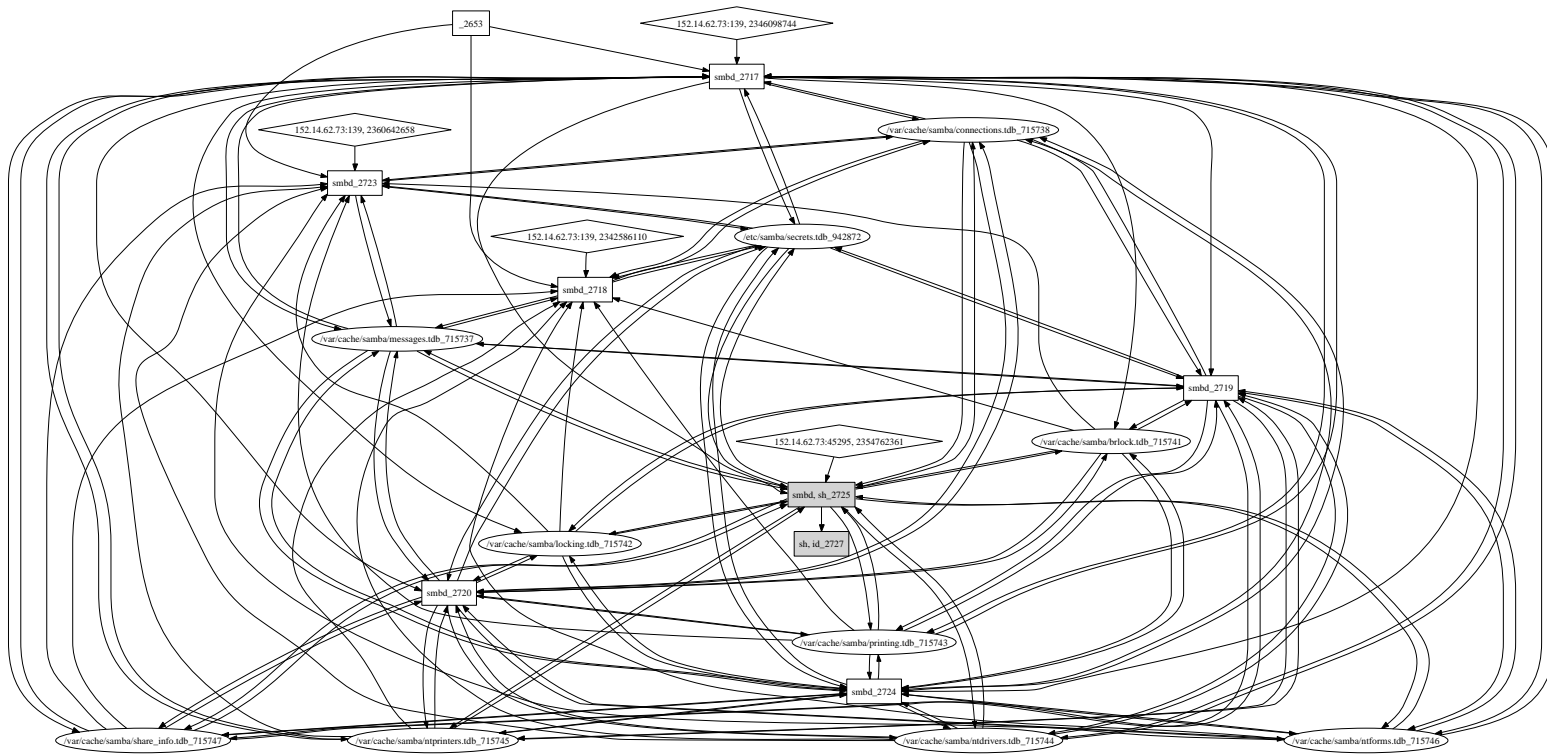 _2653
152.14.62.73:139, 2346098744
smbd_2717
152.14.62.73:139, 2360642658
/var/cache/samba/connections.tdb_715738
smbd_2723
152.14.62.73:139, 2342586110
/etc/samba/secrets.tdb_942872
smbd_2718
/var/cache/samba/messages.tdb_715737
smbd_2719
152.14.62.73:45295, 2354762361
/var/cache/samba/brlock.tdb_715741
smbd, sh_2725
/var/cache/samba/locking.tdb_715742
sh, id_2727
smbd_2720
/var/cache/samba/printing.tdb_715743
smbd_2724
/var/cache/samba/share_info.tdb_715747
/var/cache/samba/ntprinters.tdb_715745
/var/cache/samba/ntdrivers.tdb_715744
/var/cache/samba/ntforms.tdb_715746